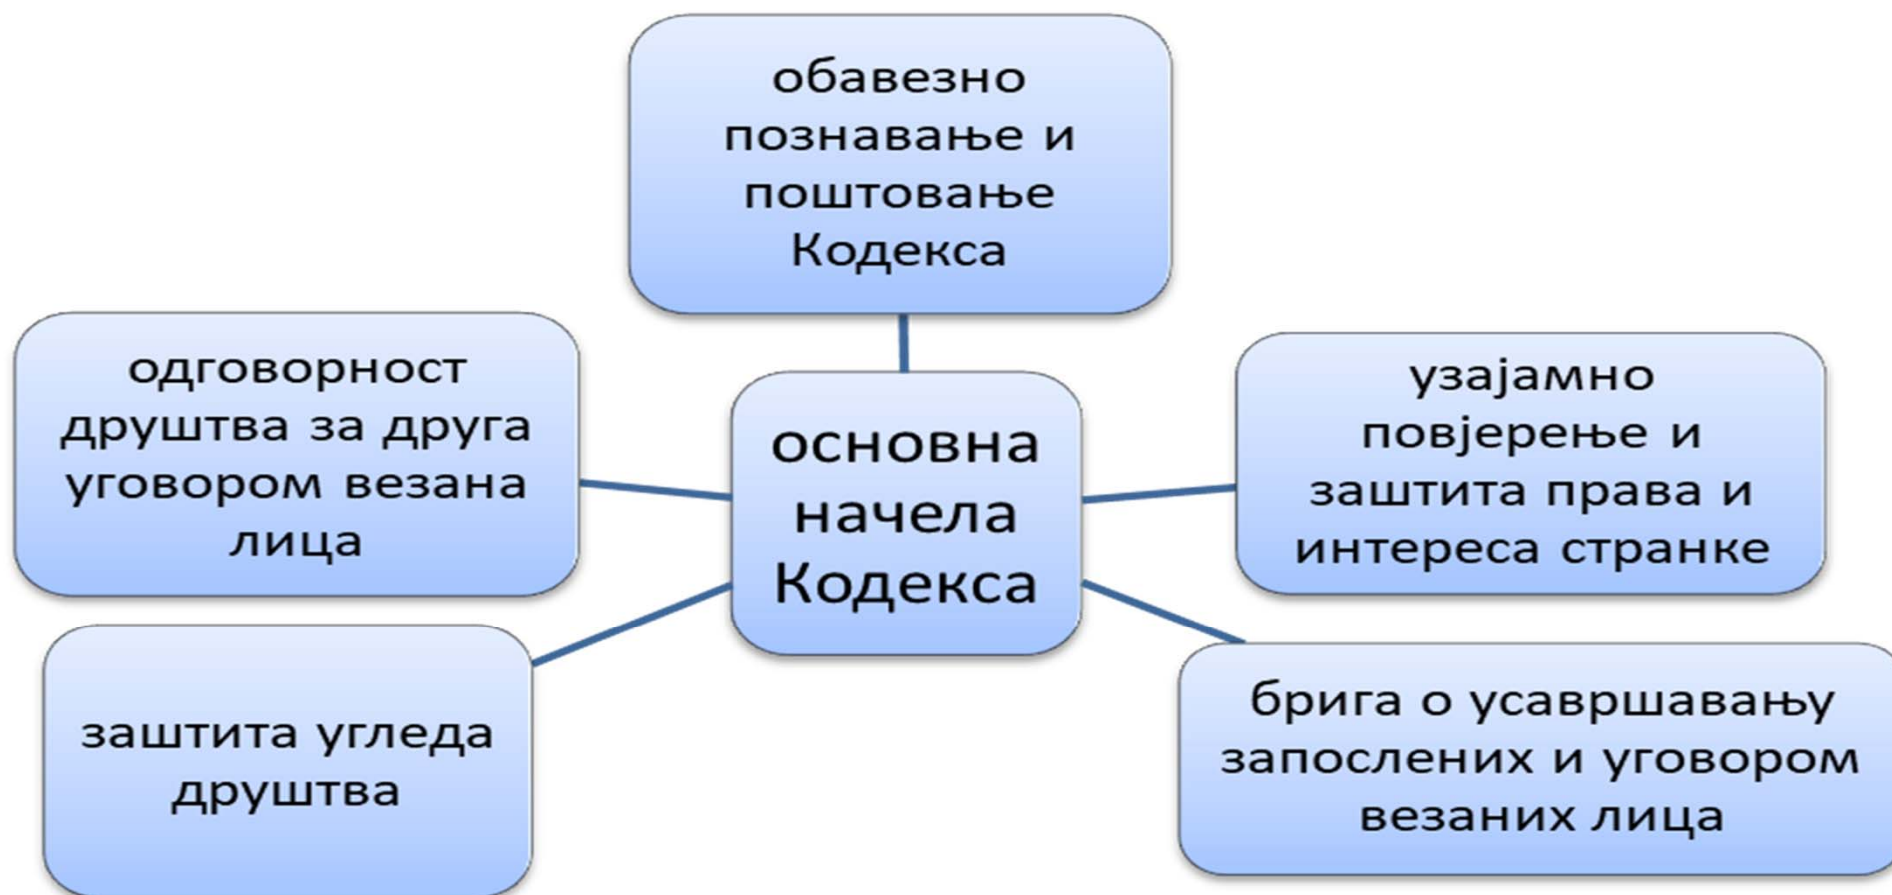 обавезно
познавање и
поштовање
Кодекса
одговорност
друштва за друга
уговором везана
лица
основна
начела
Кодекса
узајамно
повјерење и
заштита права и
интереса странке
заштита угледа
друштва
брига о усавршавању
запослених и уговором
везаних лица